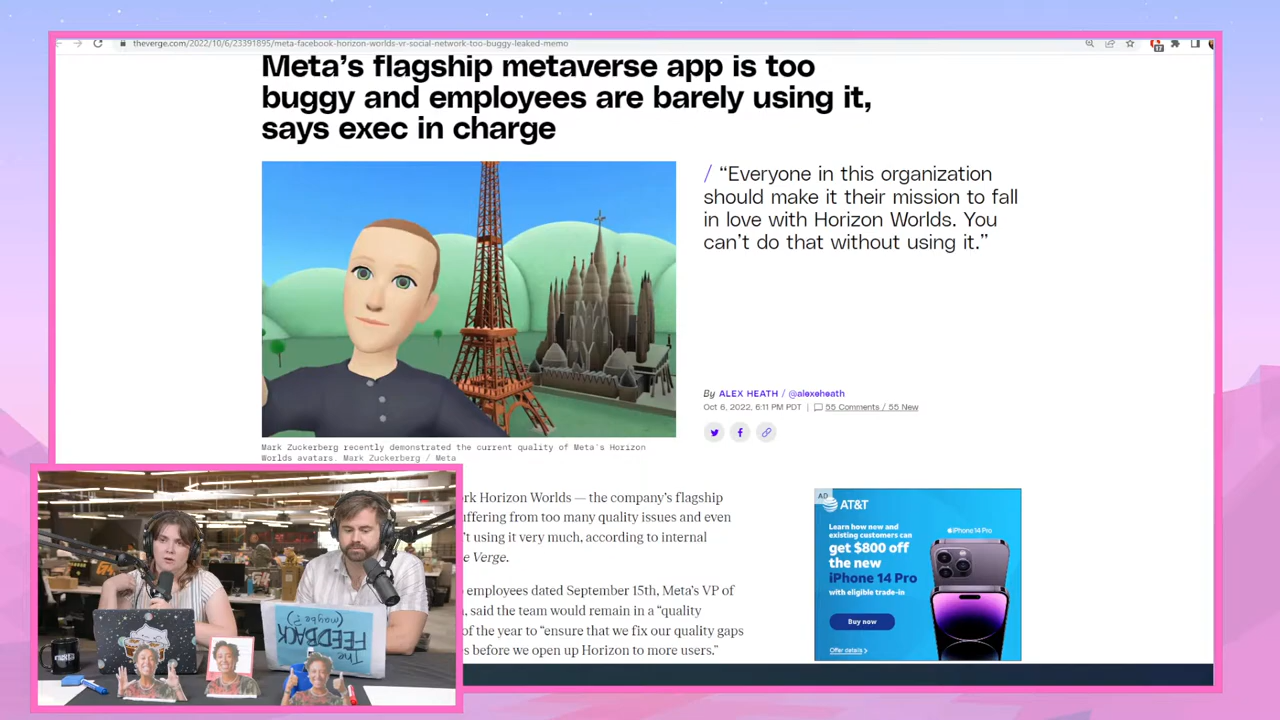 theverge.com/2022/10/6/23391895/meta-facebook-horizon-worlds-vr-social-network-too-buggy-leaked-memo
Meta's flagship metaverse app is too
buggy and employees are barely using it,
says exec in charge
/ “Everyone in this organization
should make it their mission to fall
in love with Horizon Worlds. You
can't do that without using it.”
By ALEX HEATH / @alexeheath
Oct 6, 2022, 6:11 PM PDT | 55 Comments / 55 New
Mark Zuckerberg recently demonstrated the current quality of Meta's Horizon
Worlds avatars. Mark Zuckerberg / Meta
rk Horizon Worlds — the company's flagship
uffering from too many quality issues and even
't using it very much, according to internal
e Verge.
employees dated September 15th, Meta's VP of
, said the team would remain in a “quality
of the year to “ensure that we fix our quality gaps
s before we open up Horizon to more users.”
AD
AT&T
Learn how new and
existing customers can
get $800 off
the new
iPhone 14 Pro
with eligible trade-in
Buy now
Offer details
iPhone 14 Pro
The
FEEDBACK
(maybe?)